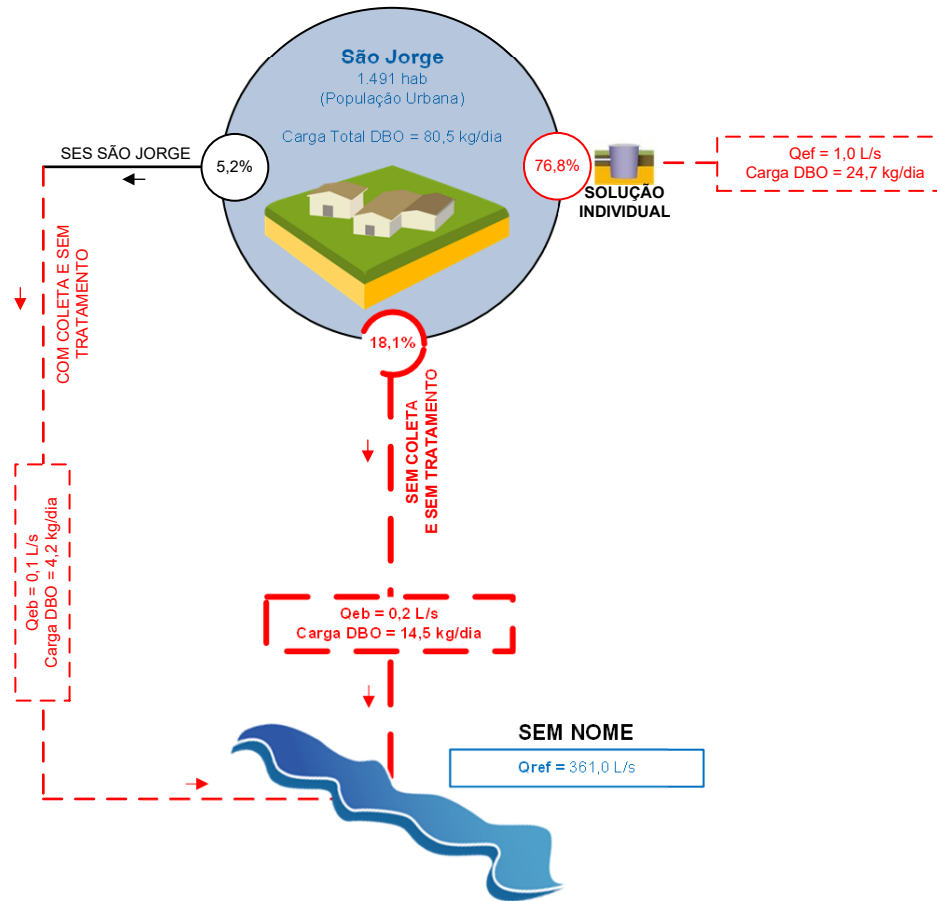 São Jorge
1.491 hab
(População Urbana)
Carga Total DBO = 80,5 kg/dia
SES SÃO JORGE
5,2%
76,8%
SOLUÇÃO
INDIVIDUAL
Qef = 1,0 L/s
Carga DBO = 24,7 kg/dia
COM COLETA E SEM
TRATAMENTO
18,1%
SEM COLETA
E SEM TRATAMENTO
Qeb = 0,1 L/s
Carga DBO = 4,2 kg/dia
Qeb = 0,2 L/s
Carga DBO = 14,5 kg/dia
SEM NOME
Qref = 361,0 L/s